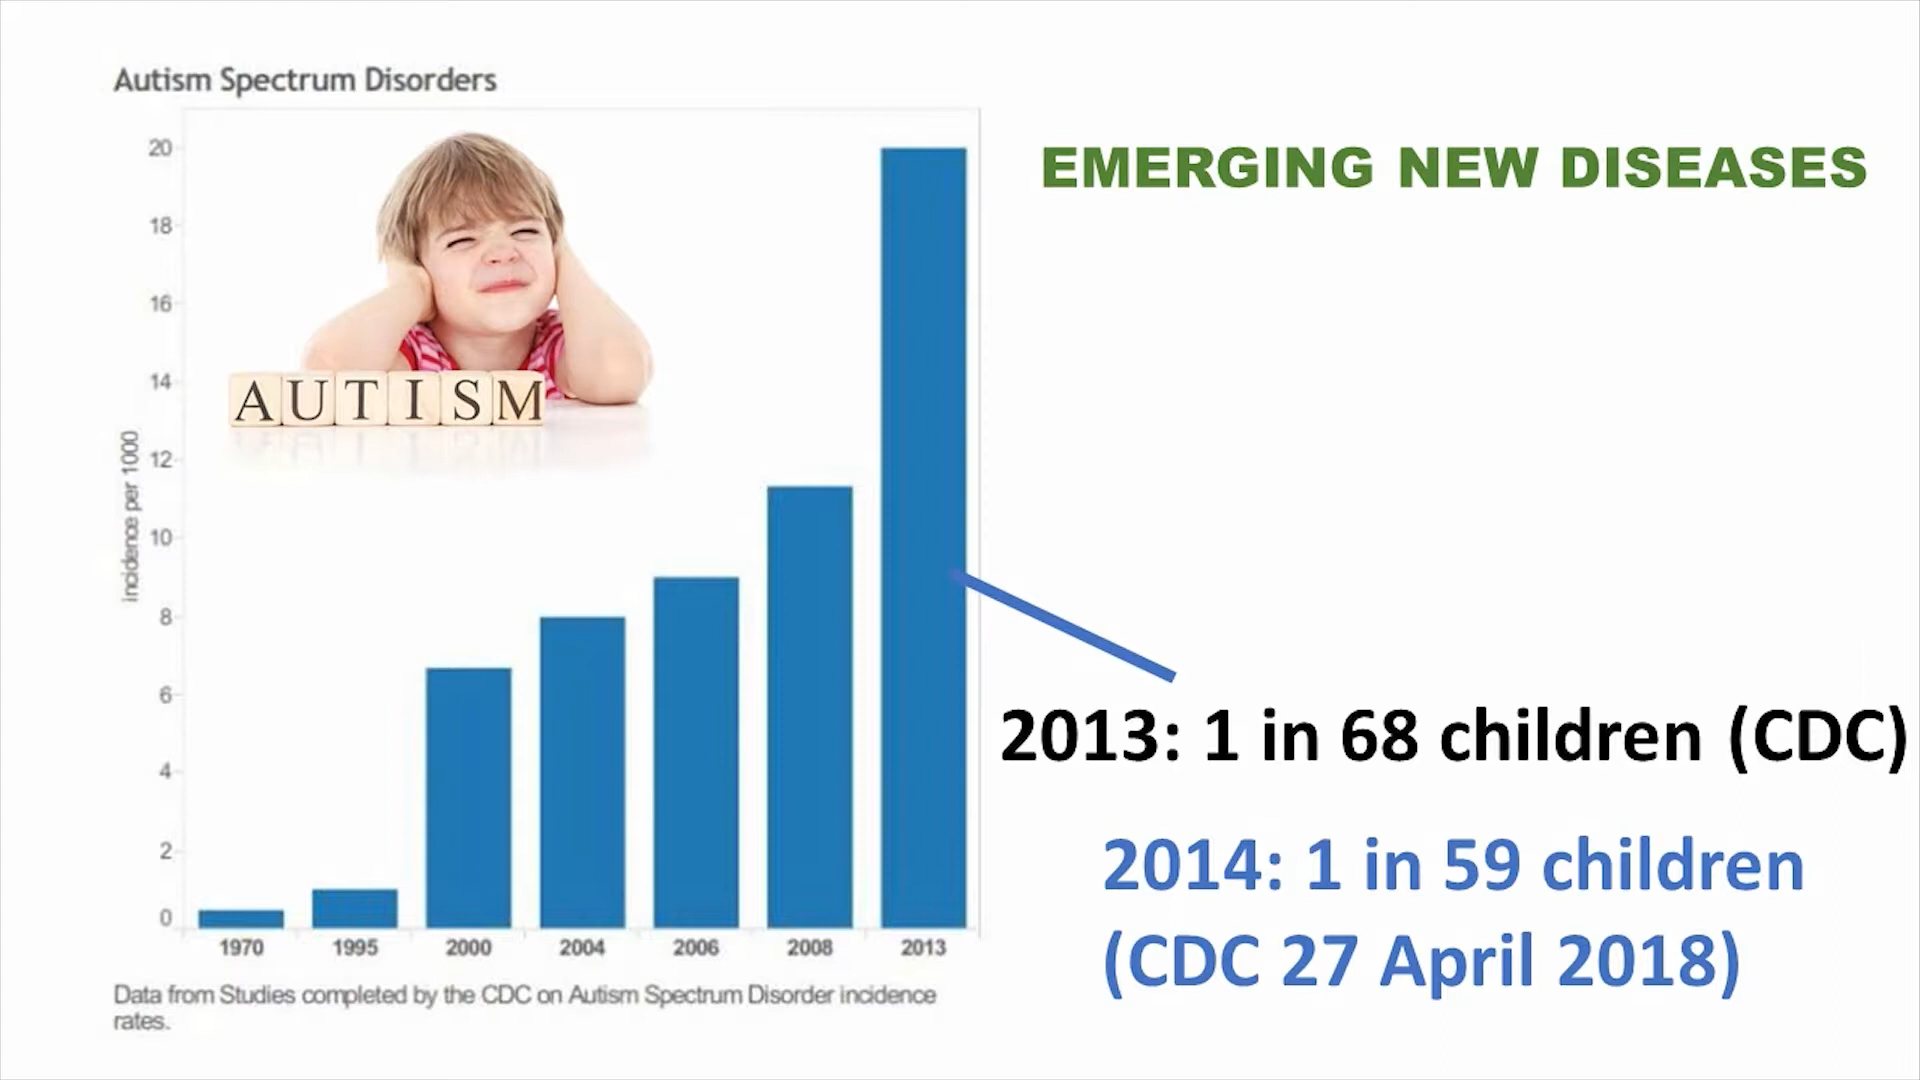 Autism Spectrum Disorders
EMERGING NEW DISEASES
20
18
16
14
12
10
8
6
4
2
0
incidence per 1000
AUTISM
1970 1995 2000 2004 2006 2008 2013
Data from Studies completed by the CDC on Autism Spectrum Disorder incidence
rates.
2013: 1 in 68 children (CDC)
2014: 1 in 59 children
(CDC 27 April 2018)